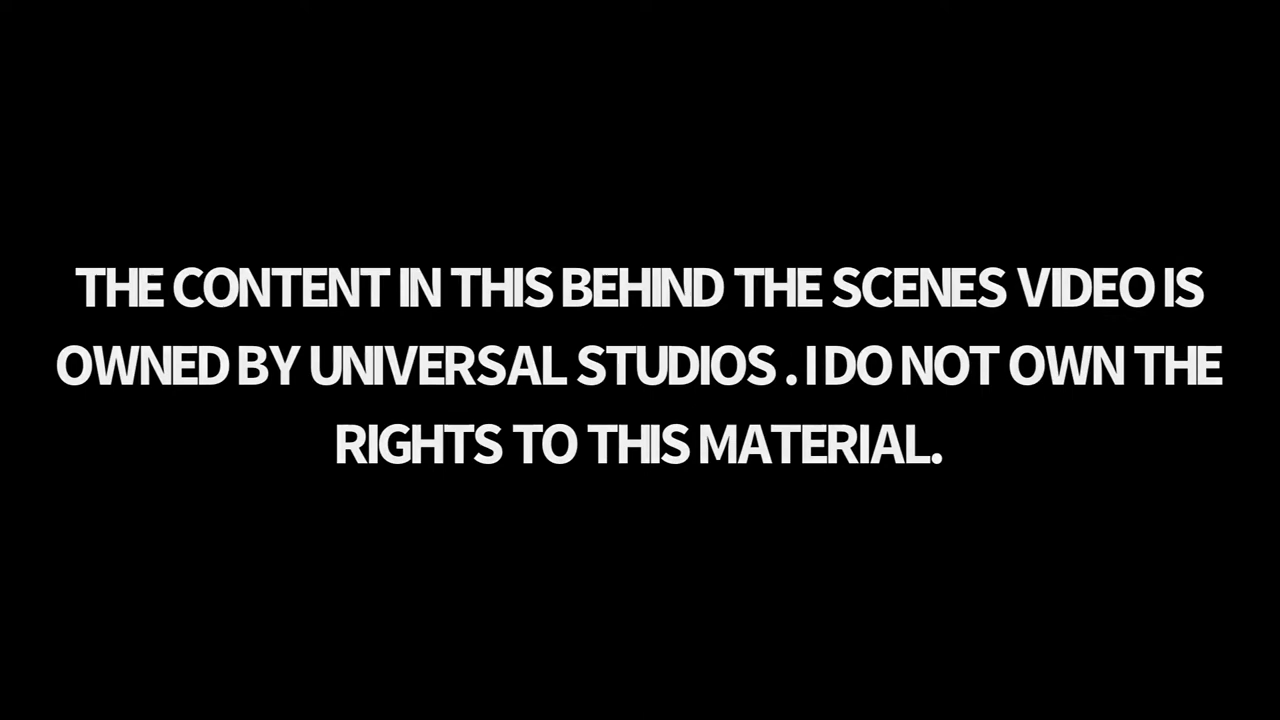 THE CONTENT IN THIS BEHIND THE SCENES VIDEO IS
OWNED BY UNIVERSAL STUDIOS . I DO NOT OWN THE
RIGHTS TO THIS MATERIAL.